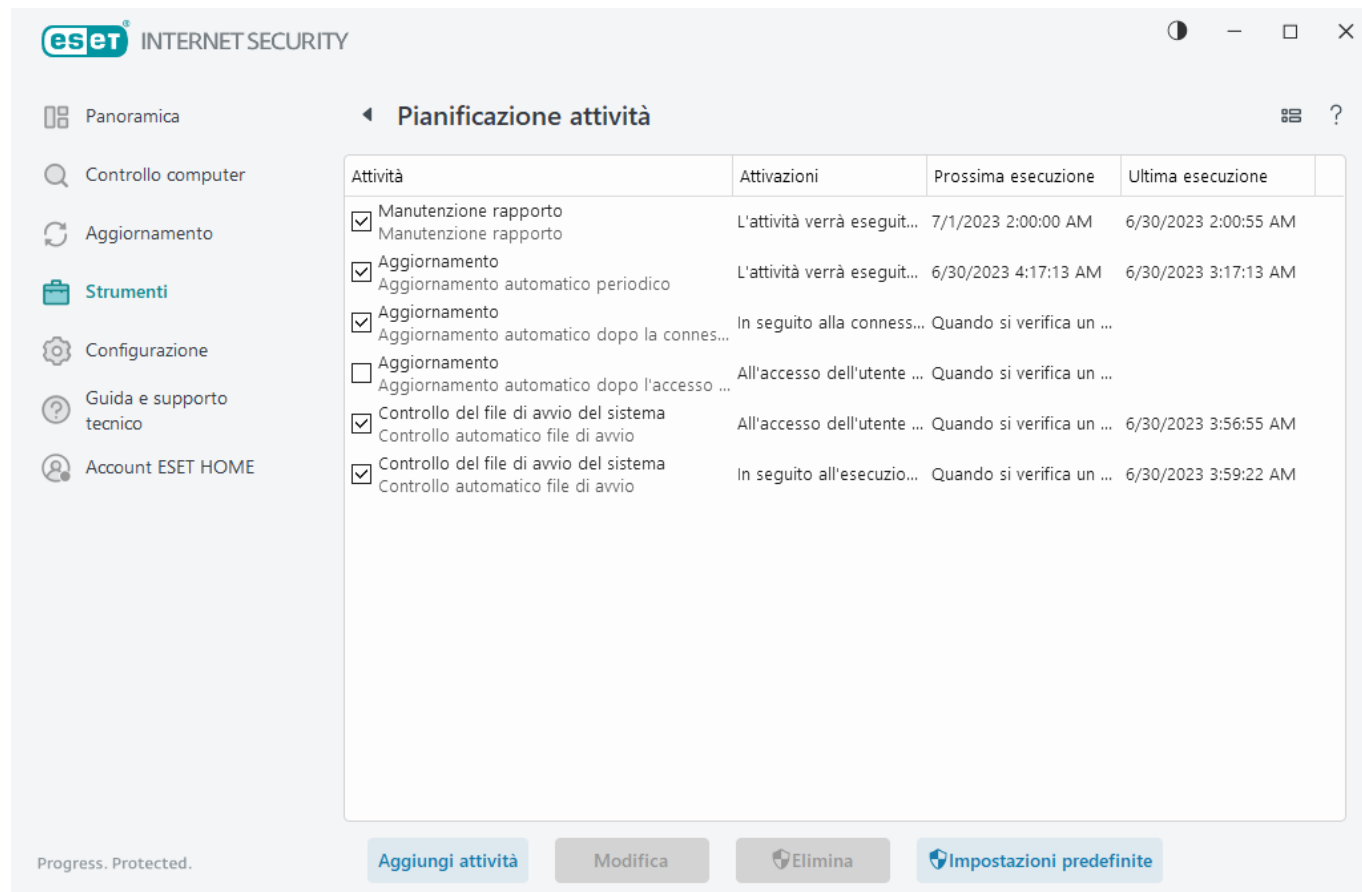 eset INTERNET SECURITY
Panoramica
Controllo computer
Aggiornamento
Strumenti
Configurazione
Guida e supporto
tecnico
Account ESET HOME
Progress. Protected.
Pianificazione attività
?
Attività Attivazioni Prossima esecuzione Ultima esecuzione
Manutenzione rapporto
Manutenzione rapporto
L'attività verrà eseguit... 7/1/2023 2:00:00 AM 6/30/2023 2:00:55 AM
Aggiornamento
Aggiornamento automatico periodico
L'attività verrà eseguit... 6/30/2023 4:17:13 AM 6/30/2023 3:17:13 AM
Aggiornamento
Aggiornamento automatico dopo la connes...
In seguito alla conness... Quando si verifica un ...
Aggiornamento
Aggiornamento automatico dopo l'accesso ...
All'accesso dell'utente ... Quando si verifica un ...
Controllo del file di avvio del sistema
Controllo automatico file di avvio
All'accesso dell'utente ... Quando si verifica un ... 6/30/2023 3:56:55 AM
Controllo del file di avvio del sistema
Controllo automatico file di avvio
In seguito all'esecuzio... Quando si verifica un ... 6/30/2023 3:59:22 AM
Aggiungi attività Modifica Elimina Impostazioni predefinite